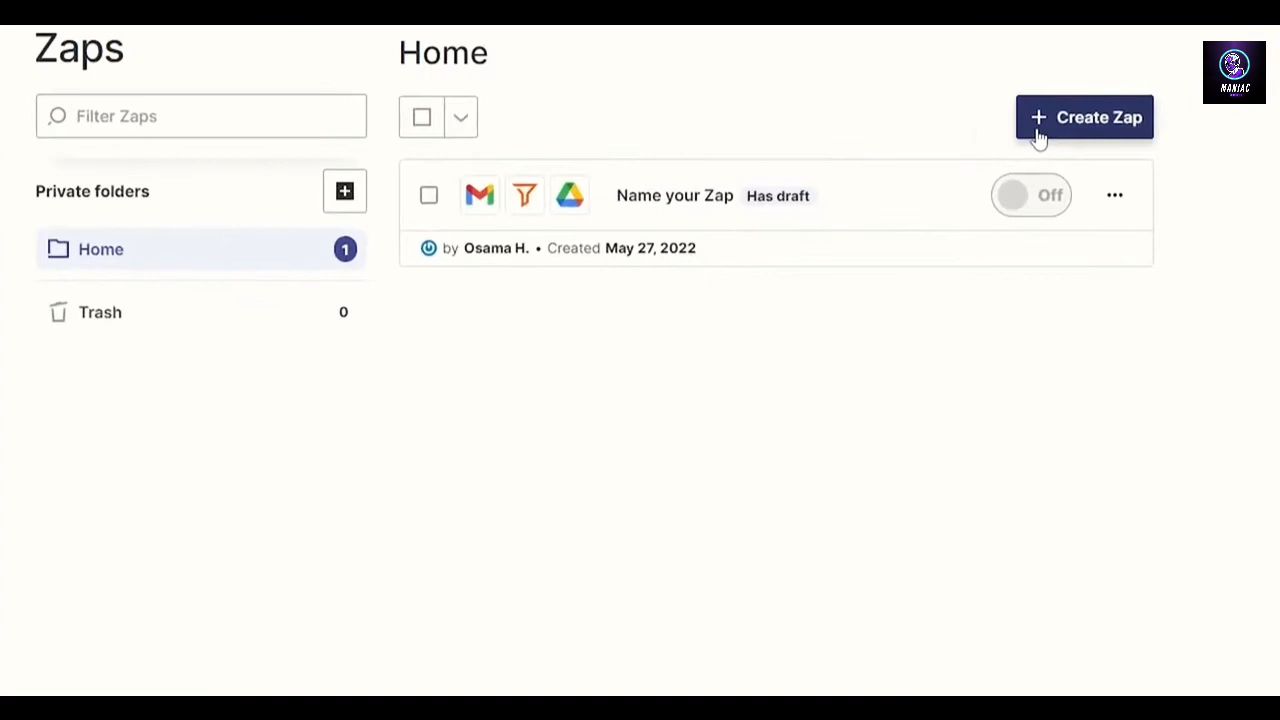 Zaps
Home
MANIAC
Filter Zaps
+ Create Zap
Private folders
Name your Zap Has draft
Off
Home 1
by Osama H. • Created May 27, 2022
Trash 0